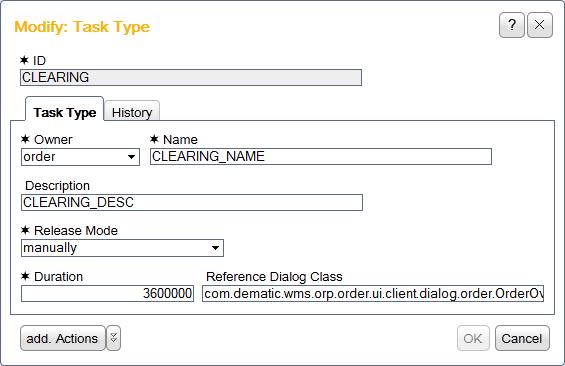 Modify: Task Type
?
✶ ID
CLEARING
Task Type History
✶ Owner ✶ Name
order CLEARING_NAME
Description
CLEARING_DESC
✶ Release Mode
manually
✶ Duration Reference Dialog Class
3600000 com.dematic.wms.orp.order.ui.client.dialog.order.OrderOv
add. Actions OK Cancel